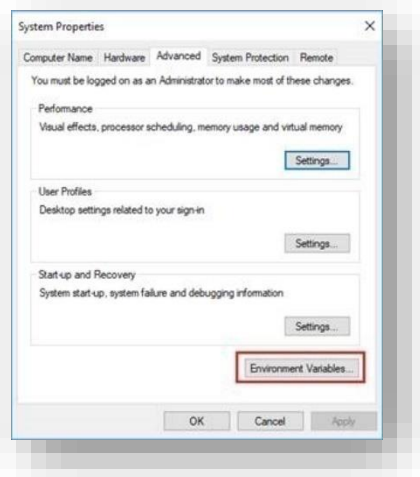 System Properties
Computer Name Hardware Advanced System Protection Remote
You must be logged on as an Administrator to make most of these changes.
Performance
Visual effects, processor scheduling, memory usage and virtual memory
Settings...
User Profiles
Desktop settings related to your sign-in
Settings...
Start-up and Recovery
System start-up, system failure and debugging information
Settings...
Environment Variables...
OK Cancel Apply